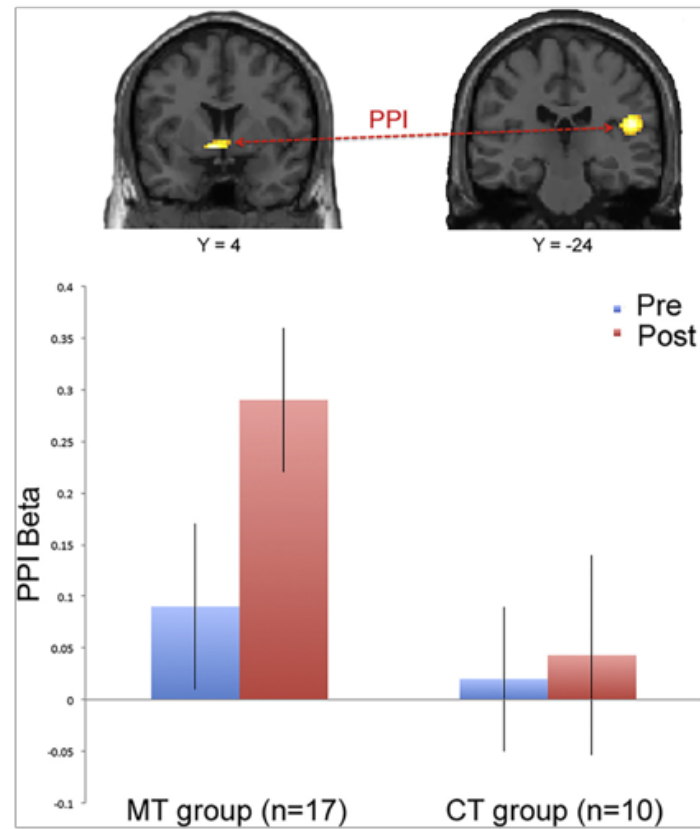 PPI
Y = 4
Y = -24
0.4
Pre
0.35
Post
0.3
0.25
0.2
0.15
0.1
0.05
0
-0.05
-0.1
PPI Beta
MT group (n=17)
CT group (n=10)